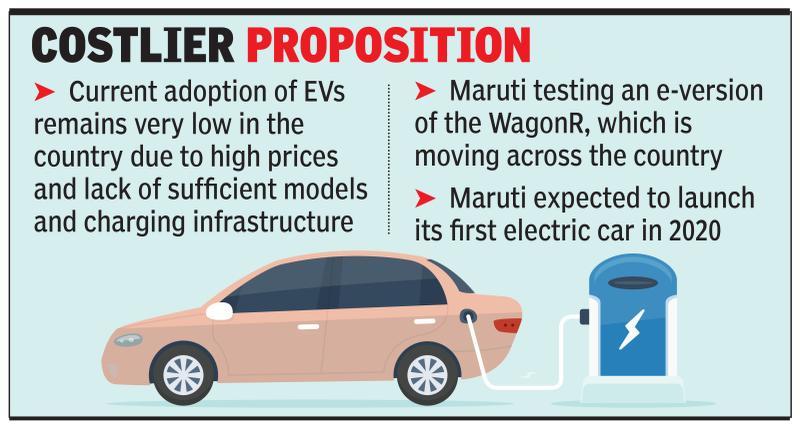 COSTLIER PROPOSITION
➤ Current adoption of EVs
remains very low in the
country due to high prices
and lack of sufficient models
and charging infrastructure
➤ Maruti testing an e-version
of the WagonR, which is
moving across the country
➤ Maruti expected to launch
its first electric car in 2020